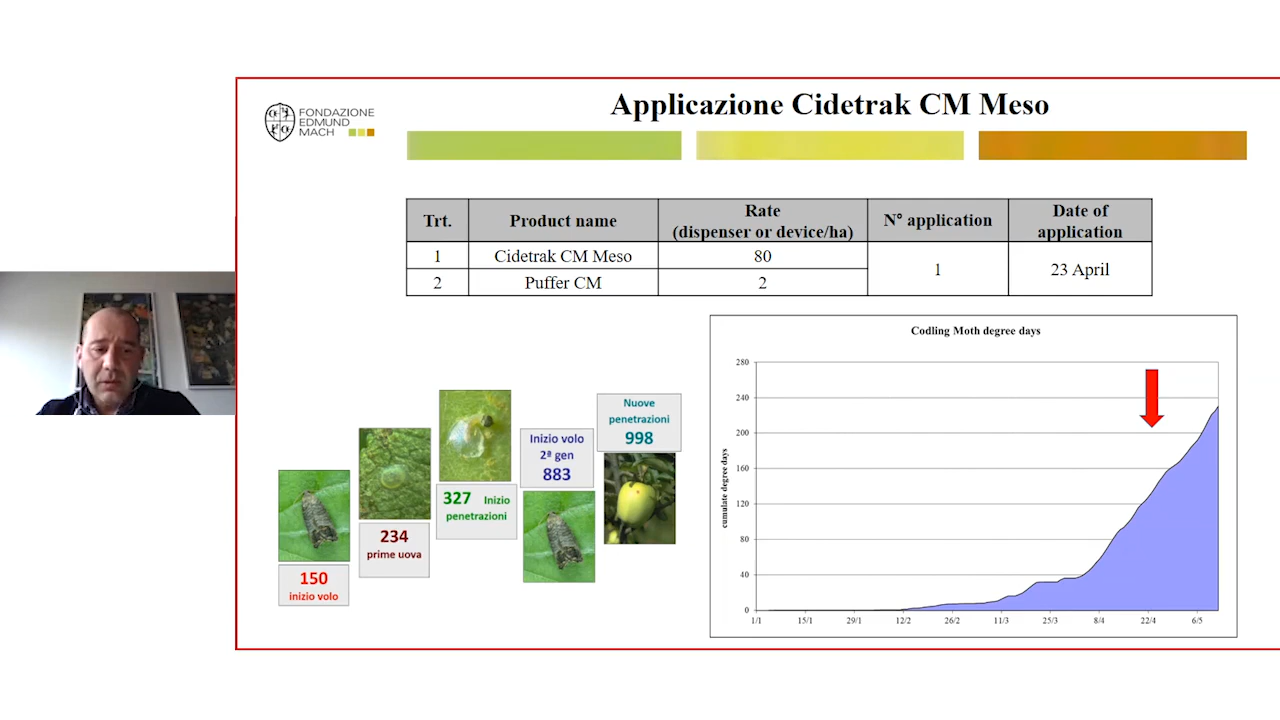 FONDAZIONE
EDMUND
MACH
Applicazione Cidetrak CM Meso
Trt.
Product name
Rate
(dispenser or device/ha)
N° application
Date of
application
1
Cidetrak CM Meso
80
1
23 April
2
Puffer CM
2
150
inizio volo
234
prime uova
327 Inizio
penetrazioni
Inizio volo
2ª gen
883
Nuove
penetrazioni
998
Codling Moth degree days
cumulate degree days
280
240
200
160
120
80
40
0
1/1
15/1
29/1
12/2
26/2
11/3
25/3
8/4
22/4
6/5